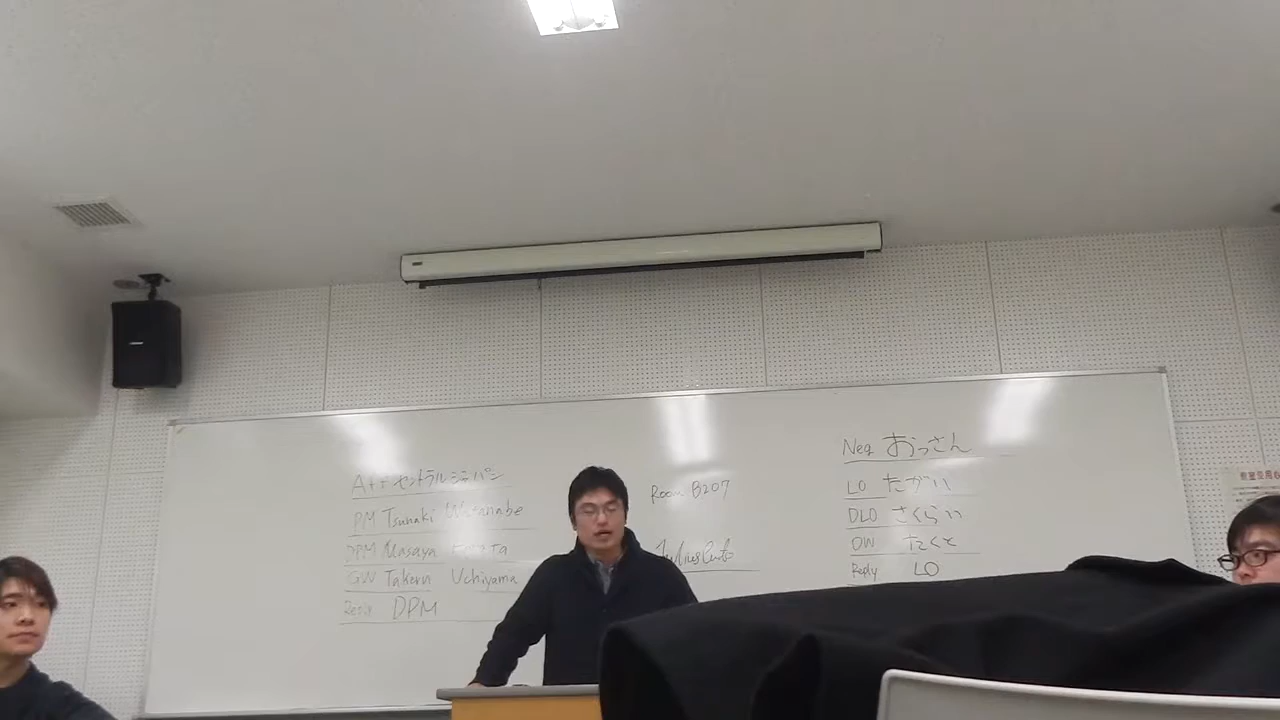 Aff セントラルジャパン
PM Tsunaki Watanabe
DPM Masaya
GW Takeru Uchiyama
DPM
Room B207
Neg おっさん
LO たがい
DLO さくらい
OW たくと
Reply LO